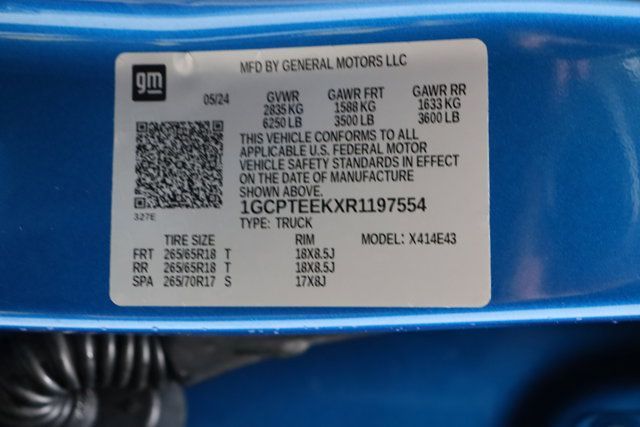 gm
MFD BY GENERAL MOTORS LLC
05/24
GVWR GAWR FRT GAWR RR
2835 KG 1588 KG 1633 KG
6250 LB 3500 LB 3600 LB
THIS VEHICLE CONFORMS TO ALL
APPLICABLE U.S. FEDERAL MOTOR
VEHICLE SAFETY STANDARDS IN EFFECT
ON THE DATE OF MANUFACTURE
SHOWN ABOVE.
327E
1GCPTEEKXR1197554
TYPE: TRUCK
TIRE SIZE RIM MODEL: X414E43
FRT 265/65R18 T 18X8.5J
RR 265/65R18 T 18X8.5J
SPA 265/70R17 S 17X8J